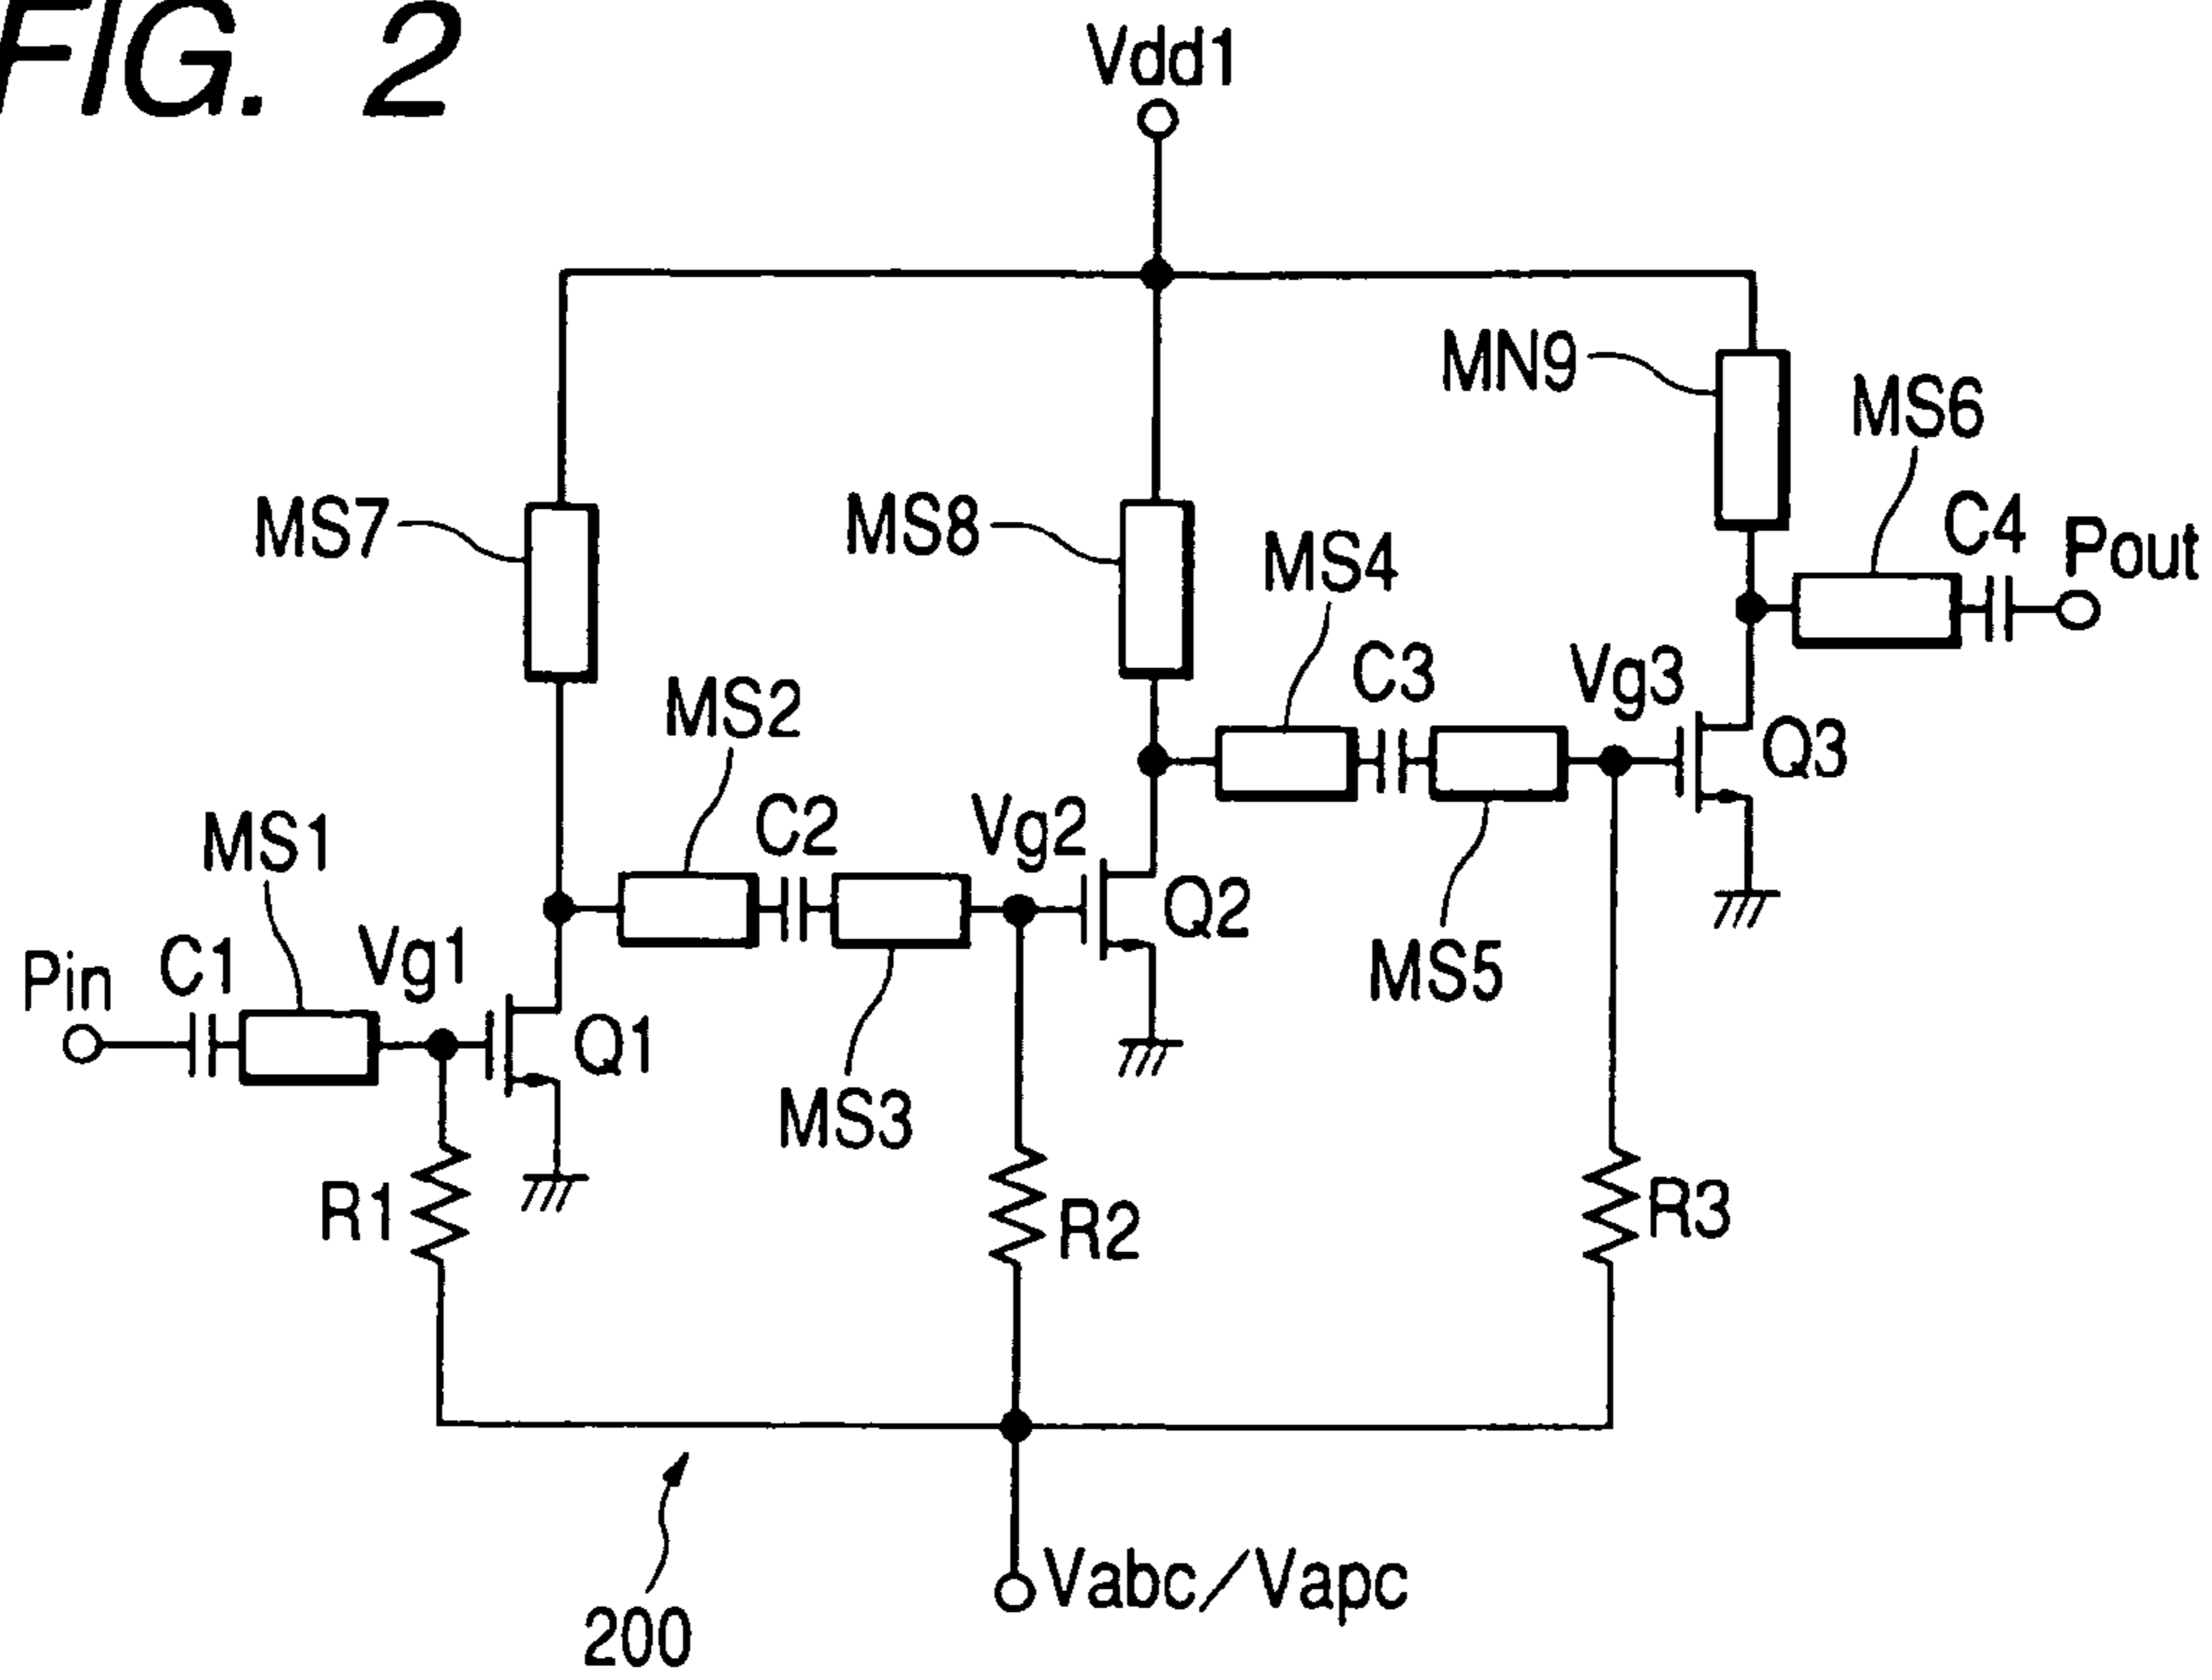 FIG. 2
Vdd1
MN9
MS6
MS7
MS8
C4
Pout
MS4
C3
Vg3
MS2
Q3
MS1
C2
Vg2
Q2
Pin
C1
Vg1
MS5
Q1
MS3
R1
R2
R3
Vabc/Vapc
200